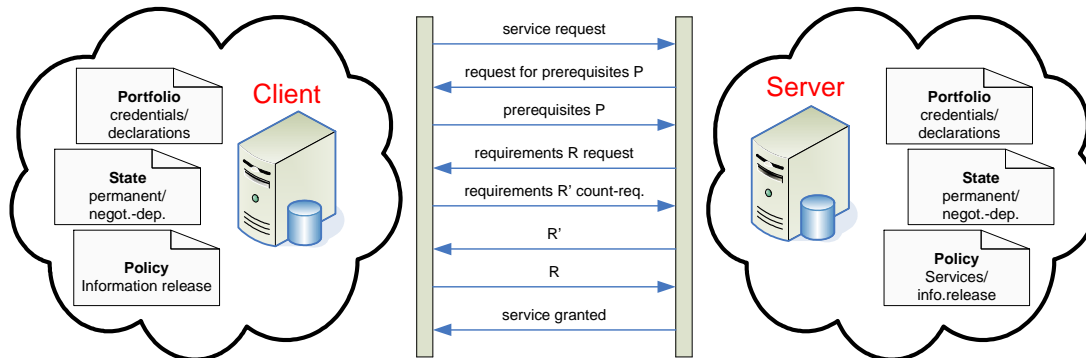 Client
Portfolio
credentials/
declarations
State
permanent/
negot.-dep.
Policy
Information release
service request
request for prerequisites P
prerequisites P
requirements R request
requirements R’ count-req.
R’
R
service granted
Server
Portfolio
credentials/
declarations
State
permanent/
negot.-dep.
Policy
Services/
info.release